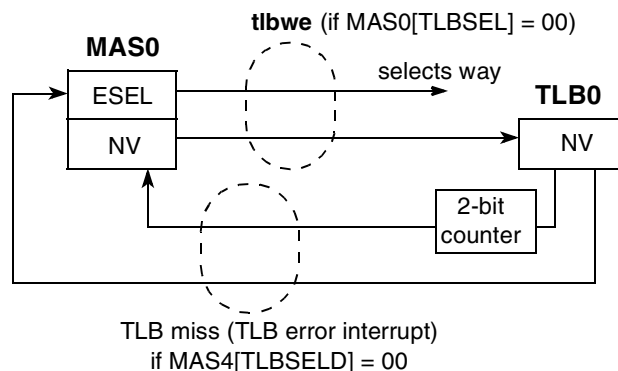 tlbwe (if MAS0[TLBSEL] = 00)
MAS0
selects way
ESEL
TLB0
NV
NV
2-bit
counter
TLB miss (TLB error interrupt)
if MAS4[TLBSELD] = 00